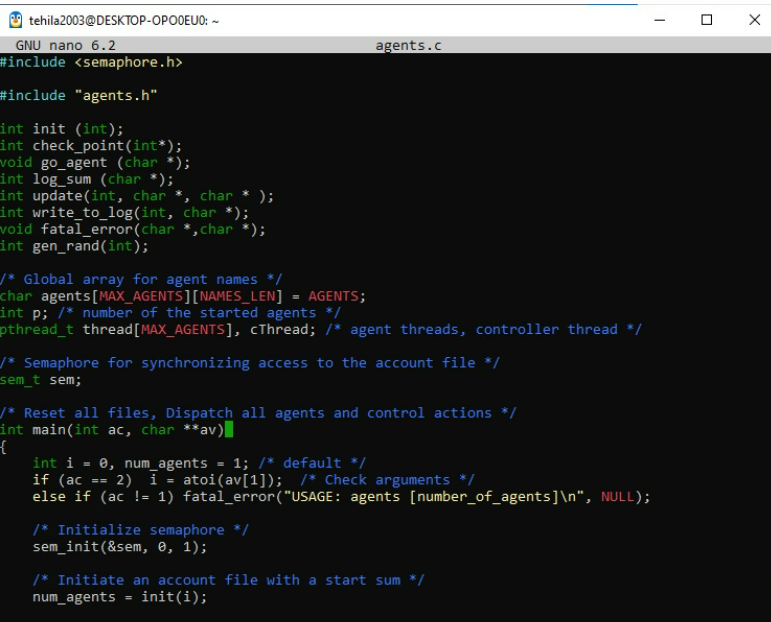 tehila2003@DESKTOP-OPO0EU0: ~
GNU nano 6.2 agents.c
#include <semaphore.h>
#include "agents.h"
int init (int);
int check_point(int*);
void go_agent (char *);
int log_sum (char *);
int update(int, char *, char * );
int write_to_log(int, char *);
void fatal_error(char *,char *);
int gen_rand(int);
/* Global array for agent names */
char agents[MAX_AGENTS][NAMES_LEN] = AGENTS;
int p; /* number of the started agents */
pthread_t thread[MAX_AGENTS], cThread; /* agent threads, controller thread */
/* Semaphore for synchronizing access to the account file */
sem_t sem;
/* Reset all files, Dispatch all agents and control actions */
int main(int ac, char **av)
{
    int i = 0, num_agents = 1; /* default */
    if (ac == 2)  i = atoi(av[1]);  /* Check arguments */
    else if (ac != 1) fatal_error("USAGE: agents [number_of_agents]\n", NULL);
    /* Initialize semaphore */
    sem_init(&sem, 0, 1);
    /* Initiate an account file with a start sum */
    num_agents = init(i);